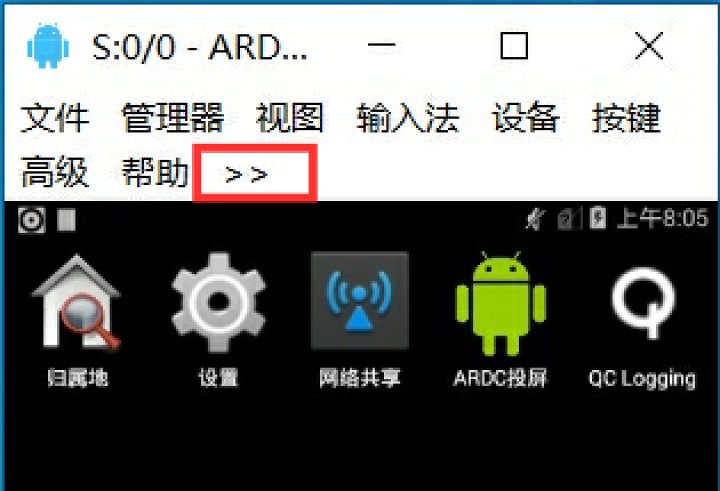 S:0/0 - ARD...
文件 管理器 视图 输入法 设备 按键
高级 帮助 >>
上午8:05
归属地 设置 网络共享 ARDC投屏 QC Logging